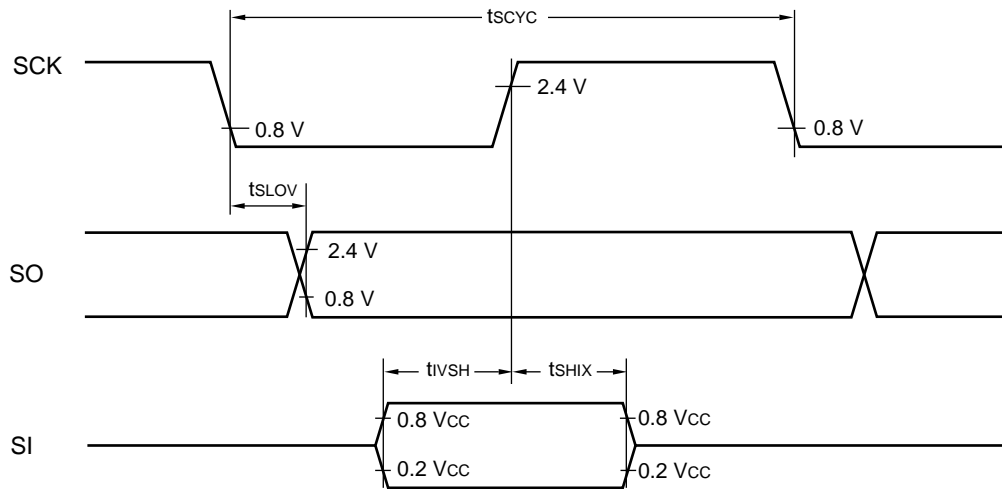 tSCYC
SCK
2.4 V
0.8 V
0.8 V
tSLOV
2.4 V
SO
0.8 V
tIVSH
tSHIX
0.8 VCC
0.8 VCC
SI
0.2 VCC
0.2 VCC